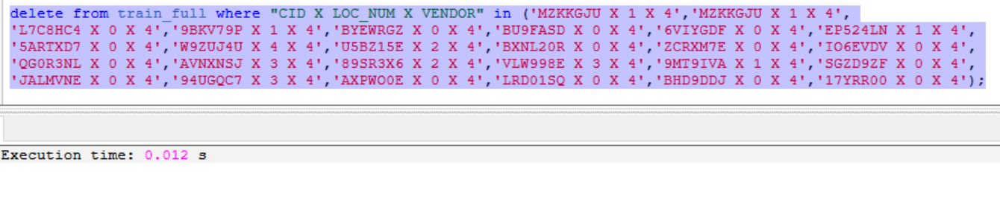 delete from train_full where "CID X LOC_NUM X VENDOR" in ('MZKKGJU X 1 X 4','MZKKGJU X 1 X 4',
'L7C8HC4 X 0 X 4','9BKV79P X 1 X 4','BYEWRGZ X 0 X 4','BU9FASD X 0 X 4','6VIYGDF X 0 X 4','EP524LN X 1 X 4',
'5ARTXD7 X 0 X 4','W9ZUJ4U X 4 X 4','U5BZ15E X 2 X 4','BXNL20R X 0 X 4','ZCRXM7E X 0 X 4','IO6EVDV X 0 X 4',
'QG0R3NL X 0 X 4','AVNXNSJ X 3 X 4','89SR3X6 X 2 X 4','VLW998E X 3 X 4','9MT9IVA X 1 X 4','SGZD9ZF X 0 X 4',
'JALMVNE X 0 X 4','94UGQC7 X 3 X 4','AXPWO0E X 0 X 4','LRD01SQ X 0 X 4','BHD9DDJ X 0 X 4','17YRR00 X 0 X 4');
Execution time: 0.012 s